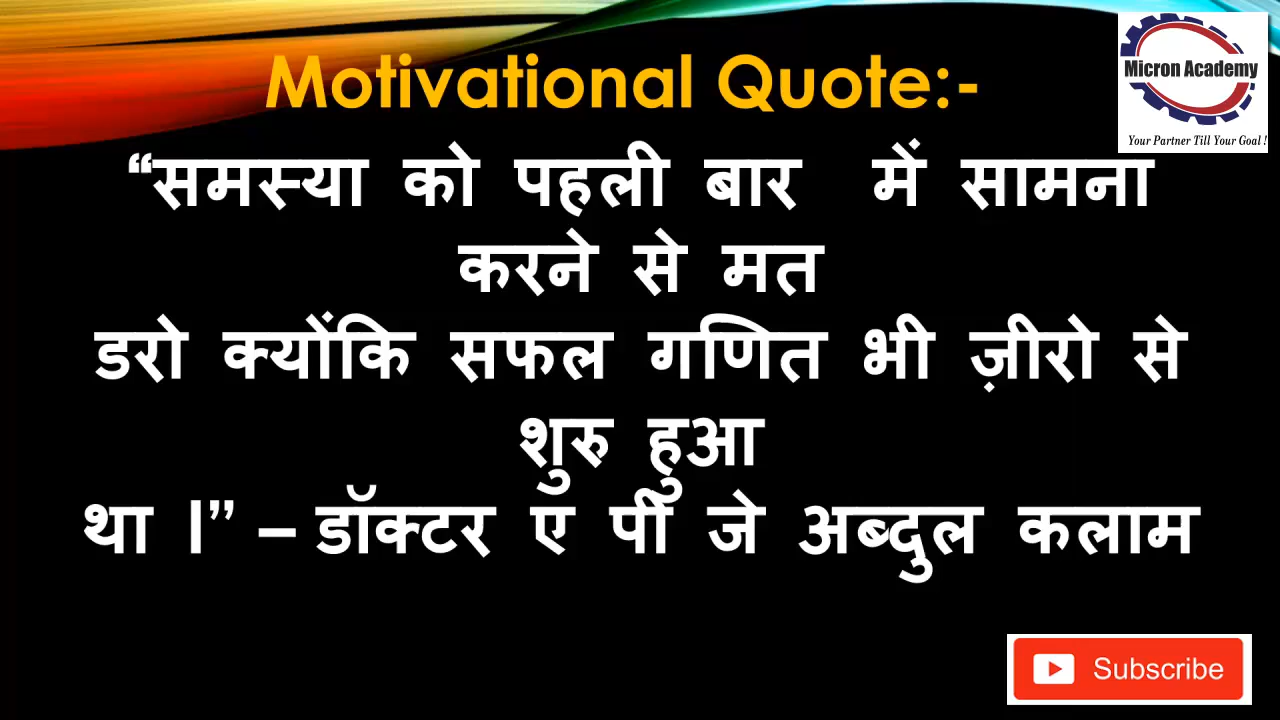 Motivational Quote:-
Micron Academy
Your Partner Till Your Goal !
“समस्या को पहली बार में सामना
करने से मत
डरो क्योंकि सफल गणित भी ज़ीरो से
शुरु हुआ
था ।” – डॉक्टर ए पी जे अब्दुल कलाम
Subscribe